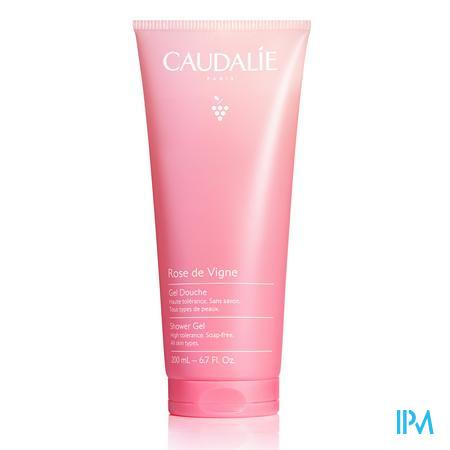 CAUDALÍE
PARIS
Rose de Vigne
Gel Douche
Haute tolérance. Sans savon.
Tous types de peaux.
Shower Gel
High tolerance. Soap-free.
All skin types.
200 mL – 6.7 Fl. Oz.
IPM